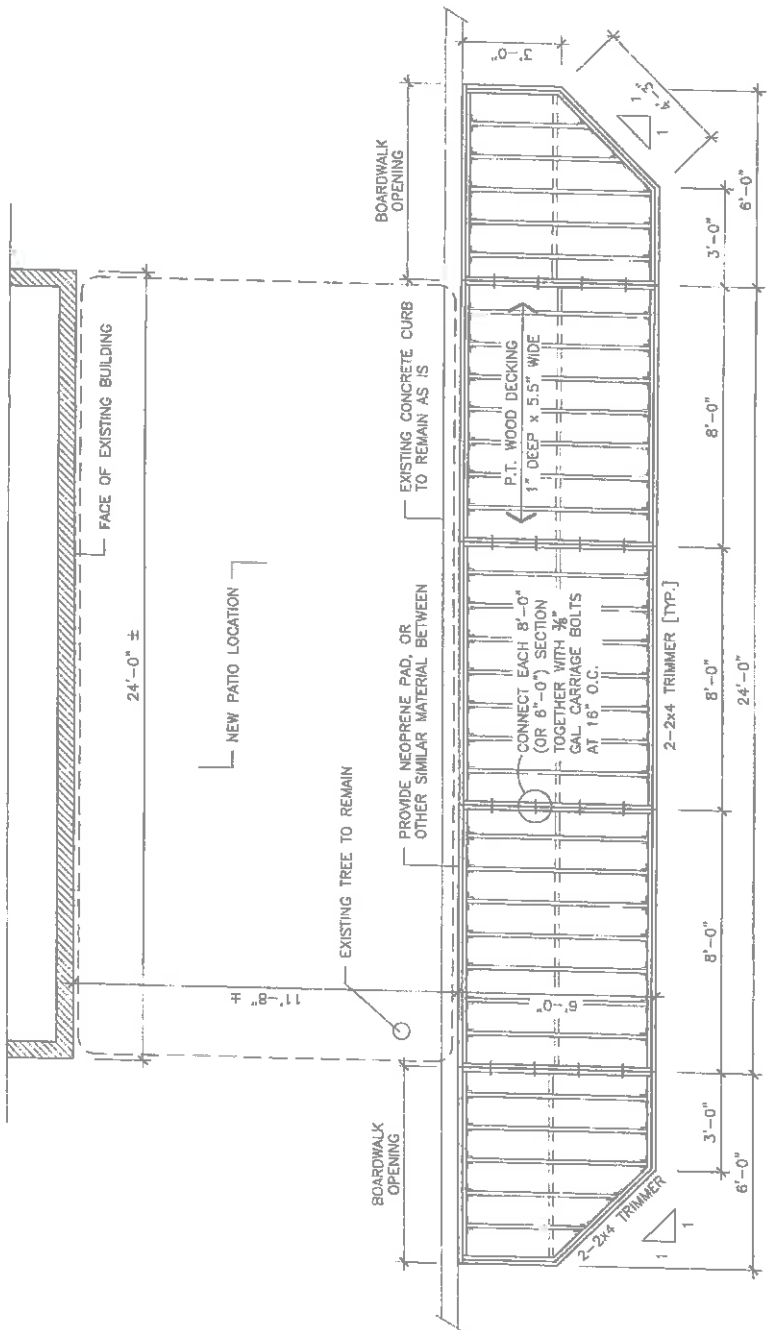 FACE OF EXISTING BUILDING
24'-0" ±
NEW PATIO LOCATION
EXISTING TREE TO REMAIN
11'-8" ±
BOARDWALK
OPENING
BOARDWALK
OPENING
PROVIDE NEOPRENE PAD, OR
OTHER SIMILAR MATERIAL BETWEEN
EXISTING CONCRETE CURB
TO REMAIN AS IS
3'-0"
6'-0"
CONNECT EACH 8'-0"
(OR 6'-0") SECTION
TOGETHER WITH ⅜"
GAL CARRIAGE BOLTS
AT 16" O.C.
P.T. WOOD DECKING
1" DEEP x 5.5" WIDE
1
1
2-2x4 TRIMMER
1
1
2-2x4 TRIMMER [TYP.]
3'-0"
8'-0"
8'-0"
8'-0"
3'-0"
6'-0"
24'-0"
6'-0"